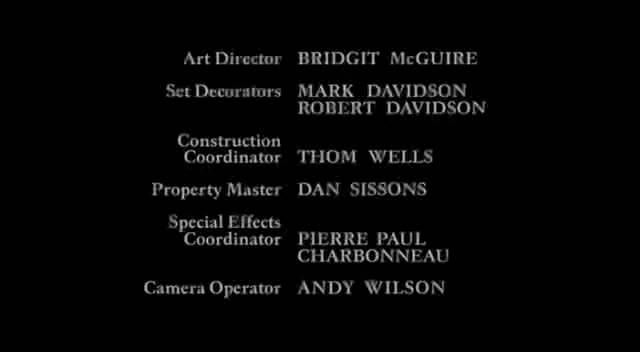 Art Director BRIDGIT McGUIRE
Set Decorators MARK DAVIDSON
ROBERT DAVIDSON
Construction
Coordinator THOM WELLS
Property Master DAN SISSONS
Special Effects
Coordinator PIERRE PAUL
CHARBONNEAU
Camera Operator ANDY WILSON